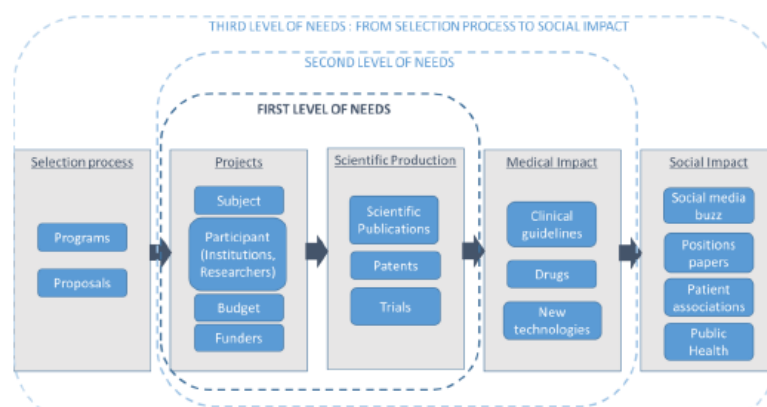 THIRD LEVEL OF NEEDS : FROM SELECTION PROCESS TO SOCIAL IMPACT
SECOND LEVEL OF NEEDS
FIRST LEVEL OF NEEDS
Selection process
Programs
Proposals
Projects
Subject
Participant
(Institutions,
Researchers)
Budget
Funders
Scientific Production
Scientific
Publications
Patents
Trials
Medical Impact
Clinical
guidelines
Drugs
New
technologies
Social Impact
Social media
buzz
Positions
papers
Patient
associations
Public
Health